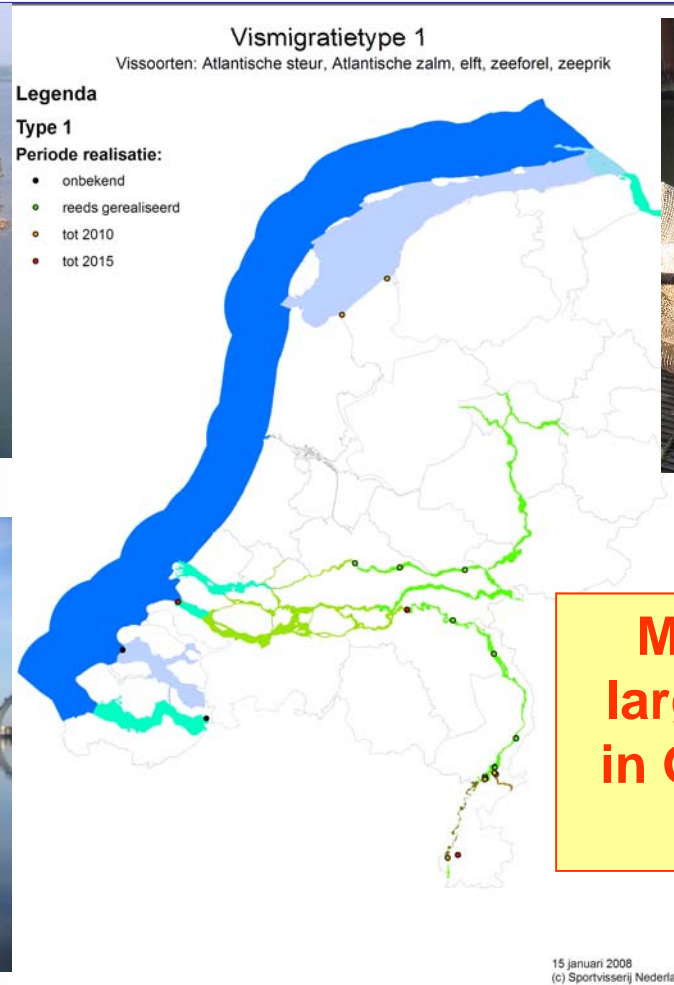 Vismigratietype 1
Vissoorten: Atlantische steur, Atlantische zalm, elft, zeeforel, zeeprik
Legenda
Type 1
Periode realisatie:
onbekend
reeds gerealiseerd
tot 2010
tot 2015
M
larg
in
15 januari 2008
(c) Sportvisserij Nederla